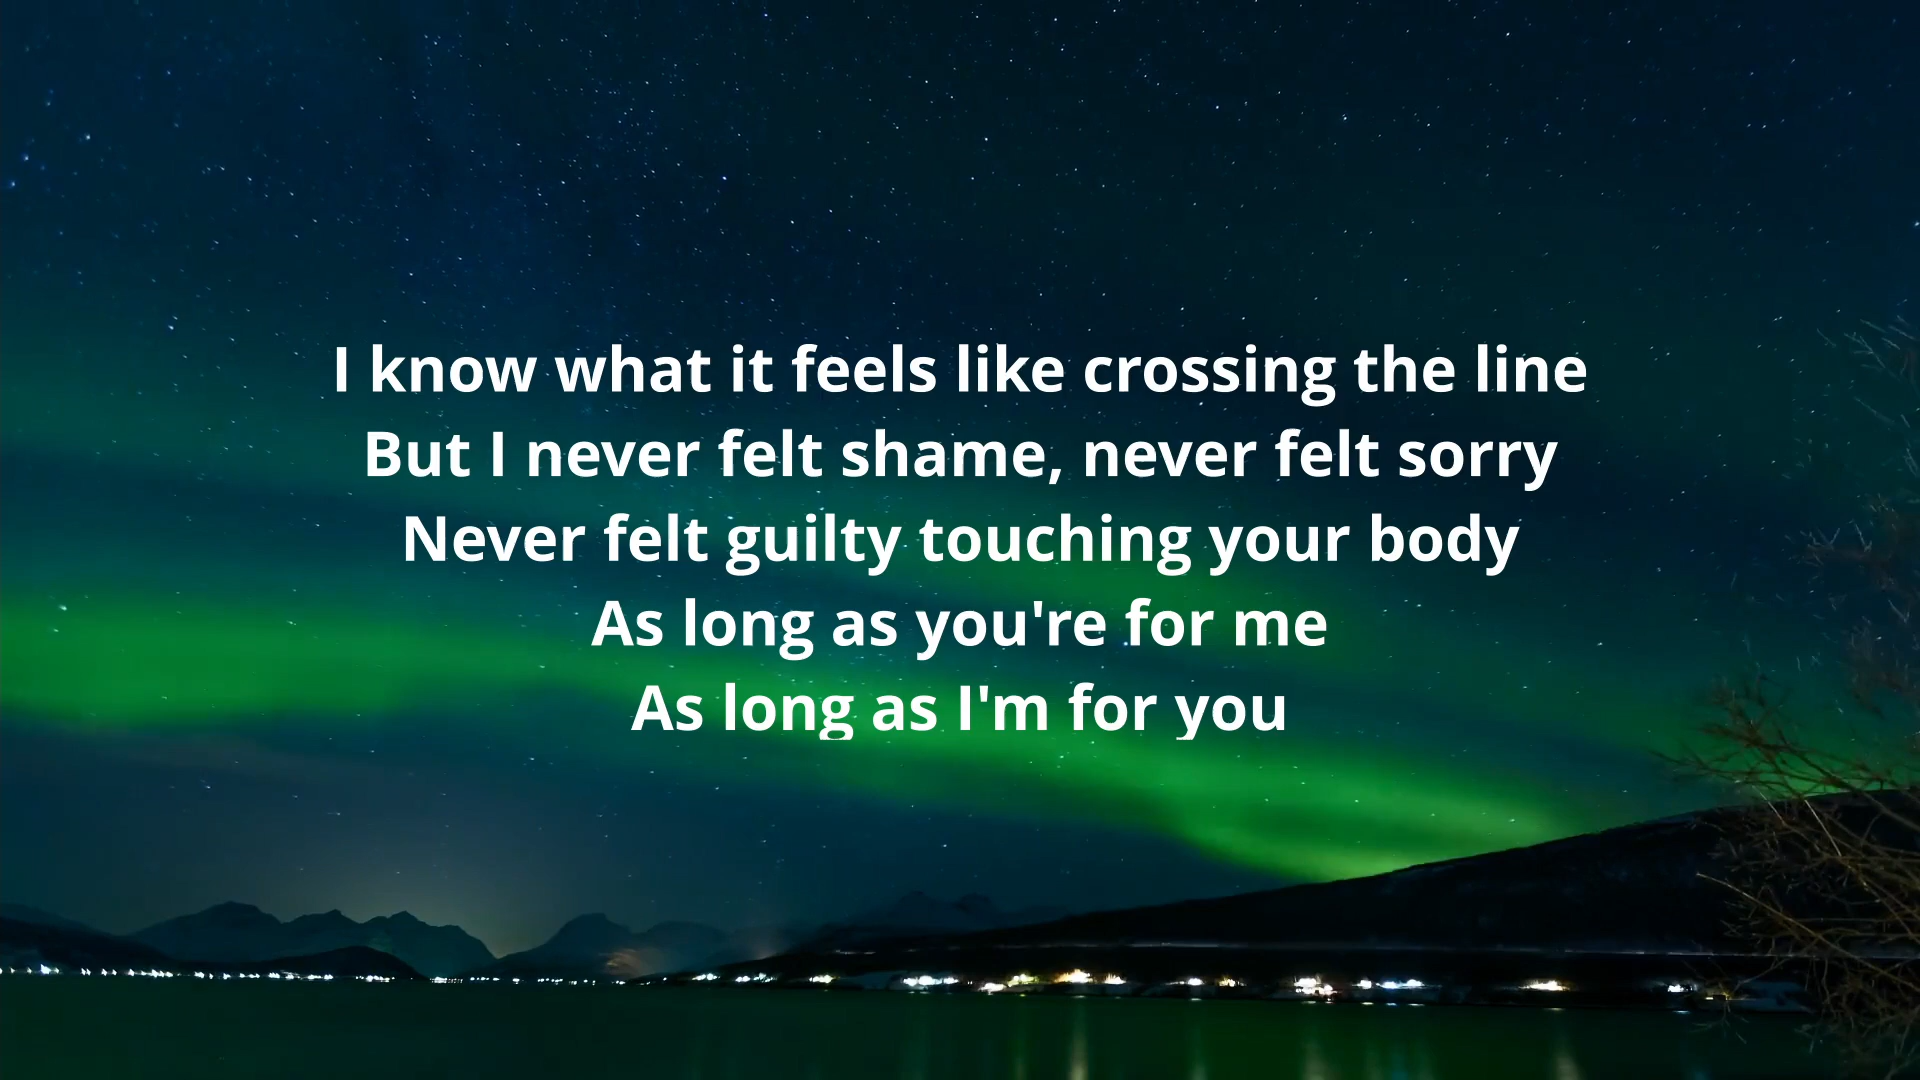 I know what it feels like crossing the line
But I never felt shame, never felt sorry
Never felt guilty touching your body
As long as you're for me
As long as I'm for you